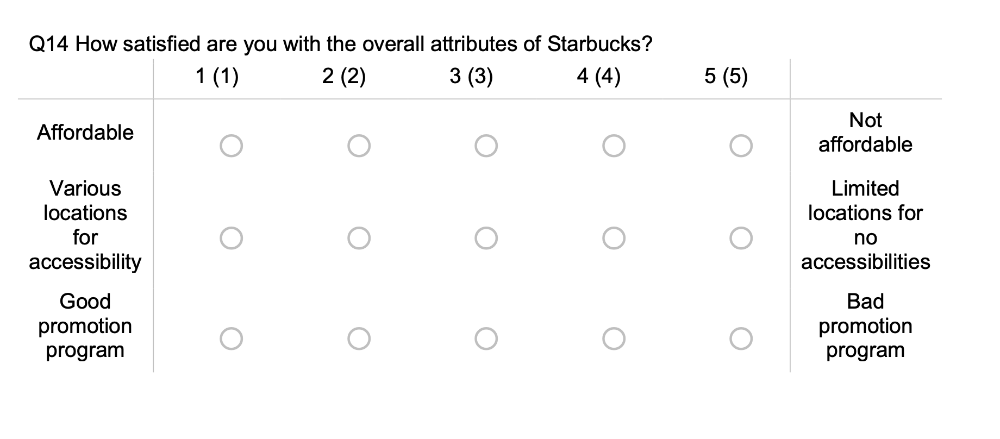 Q14 How satisfied are you with the overall attributes of Starbucks?
1 (1) 2 (2) 3 (3) 4 (4) 5 (5)
Affordable
Not
affordable
Various
locations
for
accessibility
Limited
locations for
no
accessibilities
Good
promotion
program
Bad
promotion
program